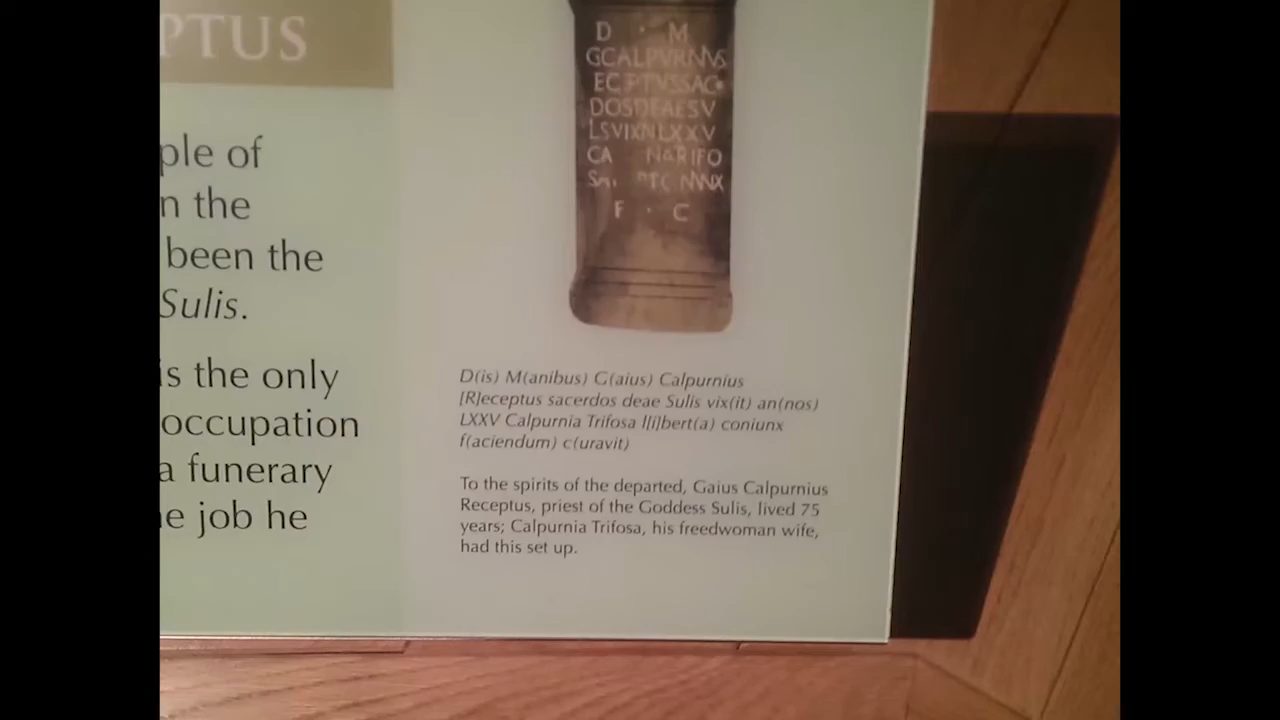 PTUS
ple of
n the
been the
Sulis.
is the only
occupation
a funerary
e job he
D · M
GCALPVRNIVS
ECEPTVSSAC
DOSDEAESV
LSVIXNLXXV
CA NARIFO
F · C
D(is) M(anibus) G(aius) Calpurnius
[R]eceptus sacerdos deae Sulis vix(it) an(nos)
LXXV Calpurnia Trifosa l[i]bert(a) coniunx
f(aciendum) c(uravit)
To the spirits of the departed, Gaius Calpurnius
Receptus, priest of the Goddess Sulis, lived 75
years; Calpurnia Trifosa, his freedwoman wife,
had this set up.